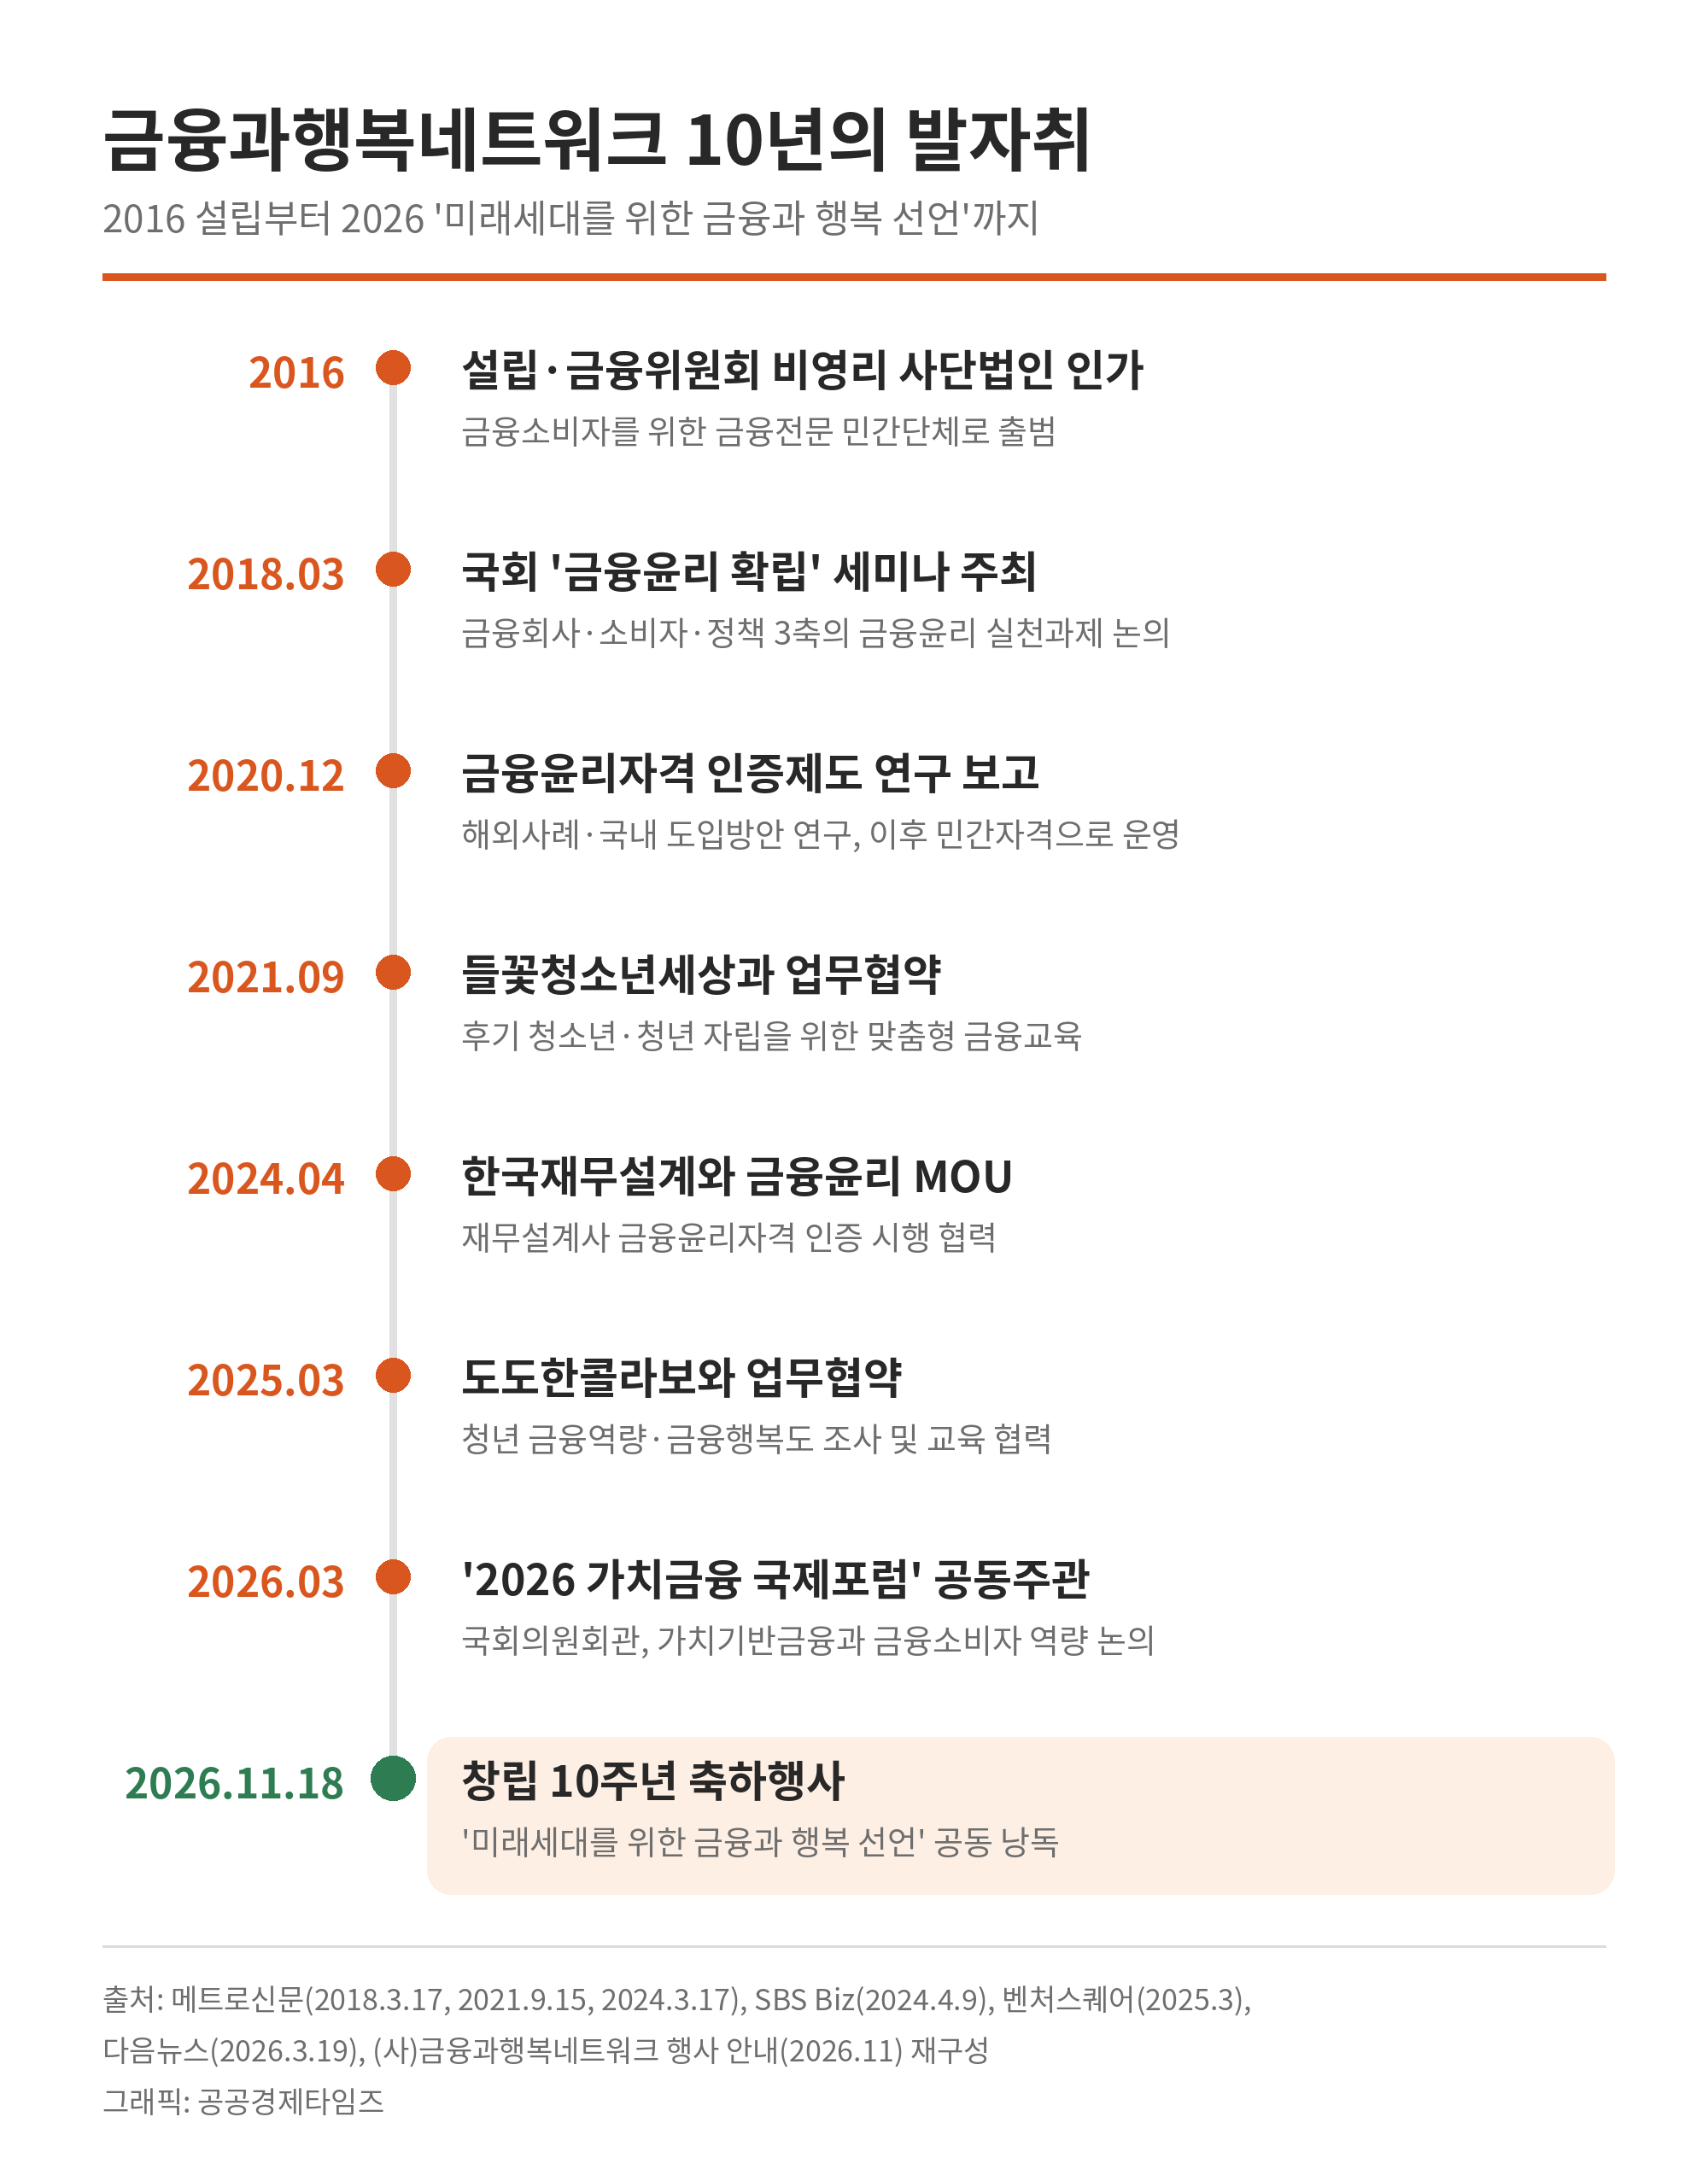 금융과행복네트워크 10년의 발자취
2016 설립부터 2026 '미래세대를 위한 금융과 행복 선언'까지
2016
설립·금융위원회 비영리 사단법인 인가
금융소비자를 위한 금융전문 민간단체로 출범
2018.03
국회 '금융윤리 확립' 세미나 주최
금융회사·소비자·정책 3축의 금융윤리 실천과제 논의
2020.12
금융윤리자격 인증제도 연구 보고
해외사례·국내 도입방안 연구, 이후 민간자격으로 운영
2021.09
들꽃청소년세상과 업무협약
후기 청소년·청년 자립을 위한 맞춤형 금융교육
2024.04
한국재무설계와 금융윤리 MOU
재무설계사 금융윤리자격 인증 시행 협력
2025.03
도도한콜라보와 업무협약
청년 금융역량·금융행복도 조사 및 교육 협력
2026.03
'2026 가치금융 국제포럼' 공동주관
국회의원회관, 가치기반금융과 금융소비자 역량 논의
2026.11.18
창립 10주년 축하행사
'미래세대를 위한 금융과 행복 선언' 공동 낭독
출처: 메트로신문(2018.3.17, 2021.9.15, 2024.3.17), SBS Biz(2024.4.9), 벤처스퀘어(2025.3),
다음뉴스(2026.3.19), (사)금융과행복네트워크 행사 안내(2026.11) 재구성
그래픽: 공공경제타임즈